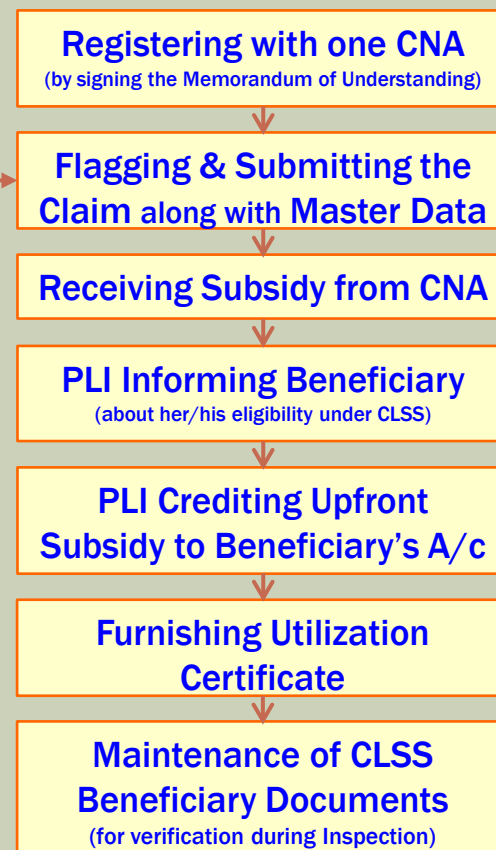 Registering with one CNA
(by signing the Memorandum of Understanding)
Flagging & Submitting the
Claim along with Master Data
Receiving Subsidy from CNA
PLI Informing Beneficiary
(about her/his eligibility under CLSS)
PLI Crediting Upfront
Subsidy to Beneficiary's A/c
Furnishing Utilization
Certificate
Maintenance of CLSS
Beneficiary Documents
(for verification during Inspection)